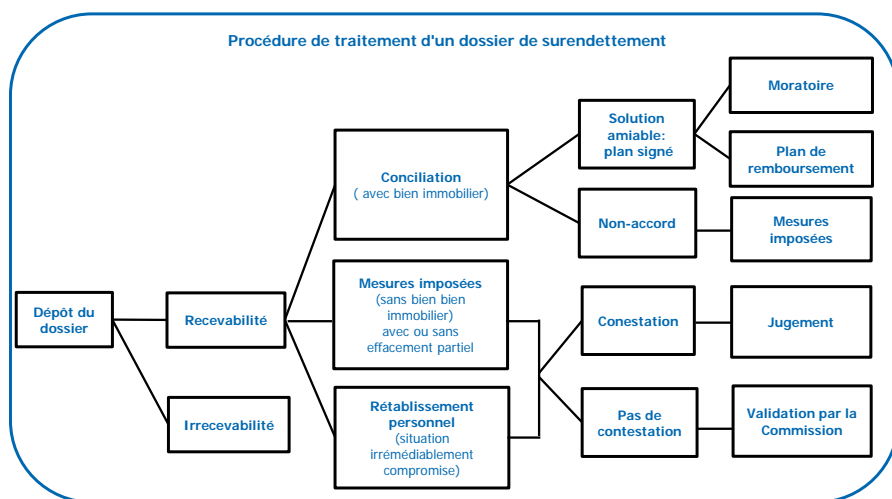 Procédure de traitement d'un dossier de surendettement
Dépôt du
dossier
Recevabilité
Irrecevabilité
Conciliation
( avec bien immobilier)
Mesures imposées
(sans bien bien
immobilier)
avec ou sans
effacement partiel
Rétablissement
personnel
(situation
irrémédiablement
compromise)
Solution
amiable:
plan signé
Non-accord
Conestation
Pas de
contestation
Moratoire
Plan de
remboursement
Mesures
imposées
Jugement
Validation par la
Commission